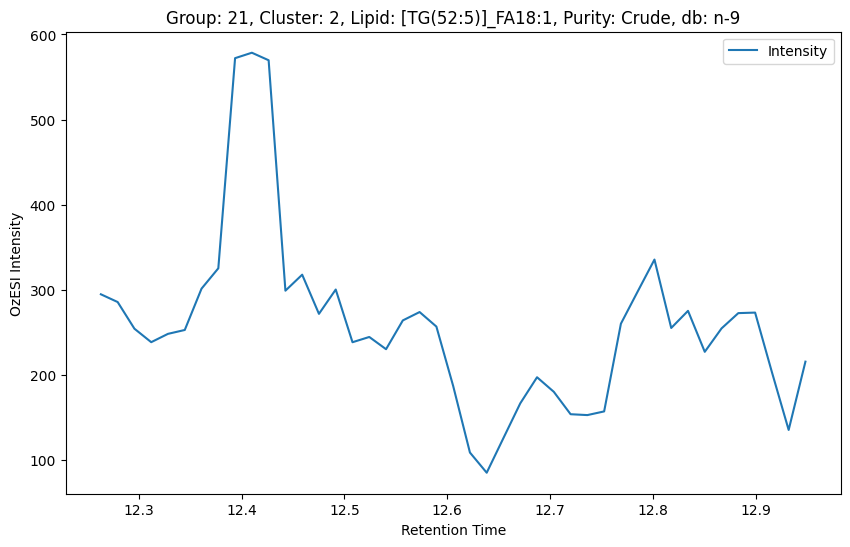 Group: 21, Cluster: 2, Lipid: [TG(52:5)]_FA18:1, Purity: Crude, db: n-9
Intensity
600
500
400
300
200
100
OzESI Intensity
12.3 12.4 12.5 12.6 12.7 12.8 12.9
Retention Time